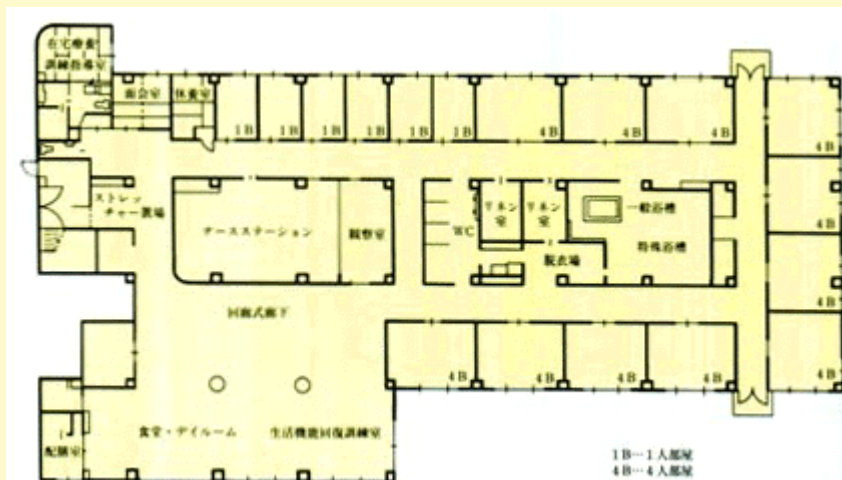 在宅療養
訓練指導室
面会室
休養室
1B
1B
1B
1B
1B
1B
4B
4B
4B
4B
ストレッ
チャー置場
ナースステーション
観察室
WC
リネン
室
リネン
室
一般浴槽
特殊浴槽
脱衣場
4B
4B
回廊式廊下
4B
4B
4B
4B
4B
食堂・デイルーム
生活機能回復訓練室
配膳室
1B…1人部屋
4B…4人部屋